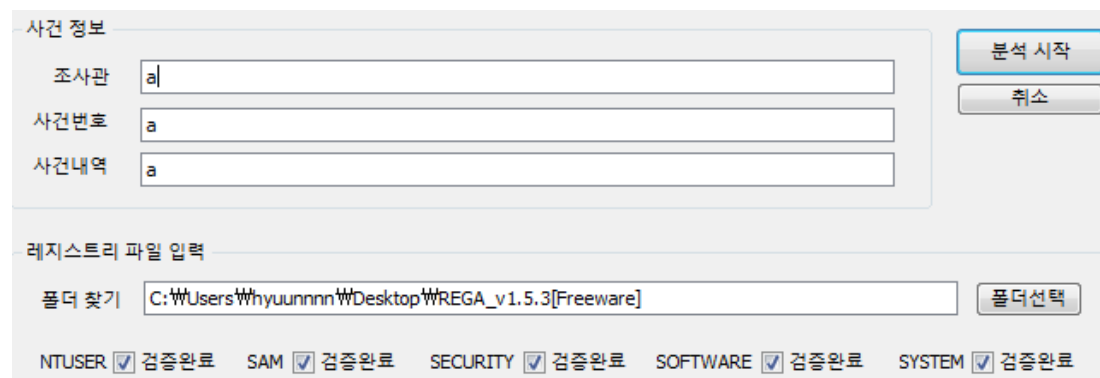 사건 정보
분석 시작
조사관 a
취소
사건번호 a
사건내역 a
레지스트리 파일 입력
폴더 찾기 C:₩Users₩hyuunnnn₩Desktop₩REGA_v1.5.3[Freeware] 폴더선택
NTUSER 검증완료 SAM 검증완료 SECURITY 검증완료 SOFTWARE 검증완료 SYSTEM 검증완료